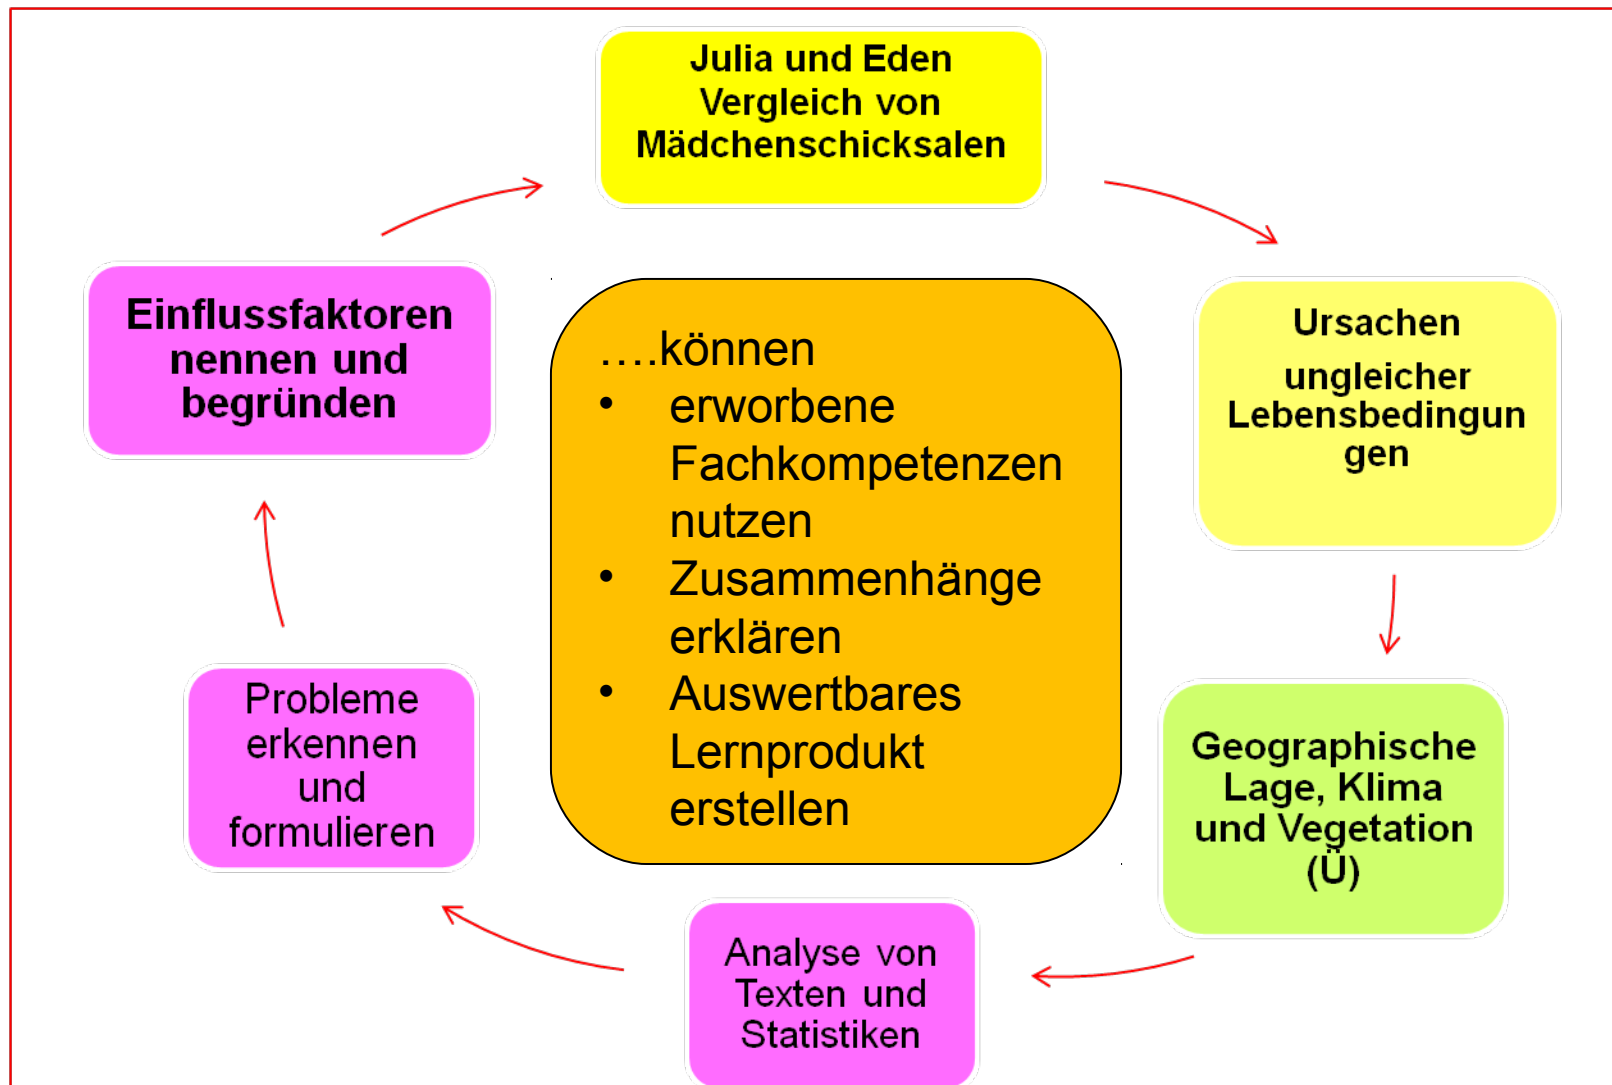 Julia und Eden
Vergleich von
Mädchenschicksalen
Ursachen
ungleicher
Lebensbedingun
gen
Geographische
Lage, Klima
und Vegetation
(Ü)
Analyse von
Texten und
Statistiken
Probleme
erkennen
und
formulieren
Einflussfaktoren
nennen und
begründen
….können
• erworbene
Fachkompetenzen
nutzen
• Zusammenhänge
erklären
• Auswertbares
Lernprodukt
erstellen